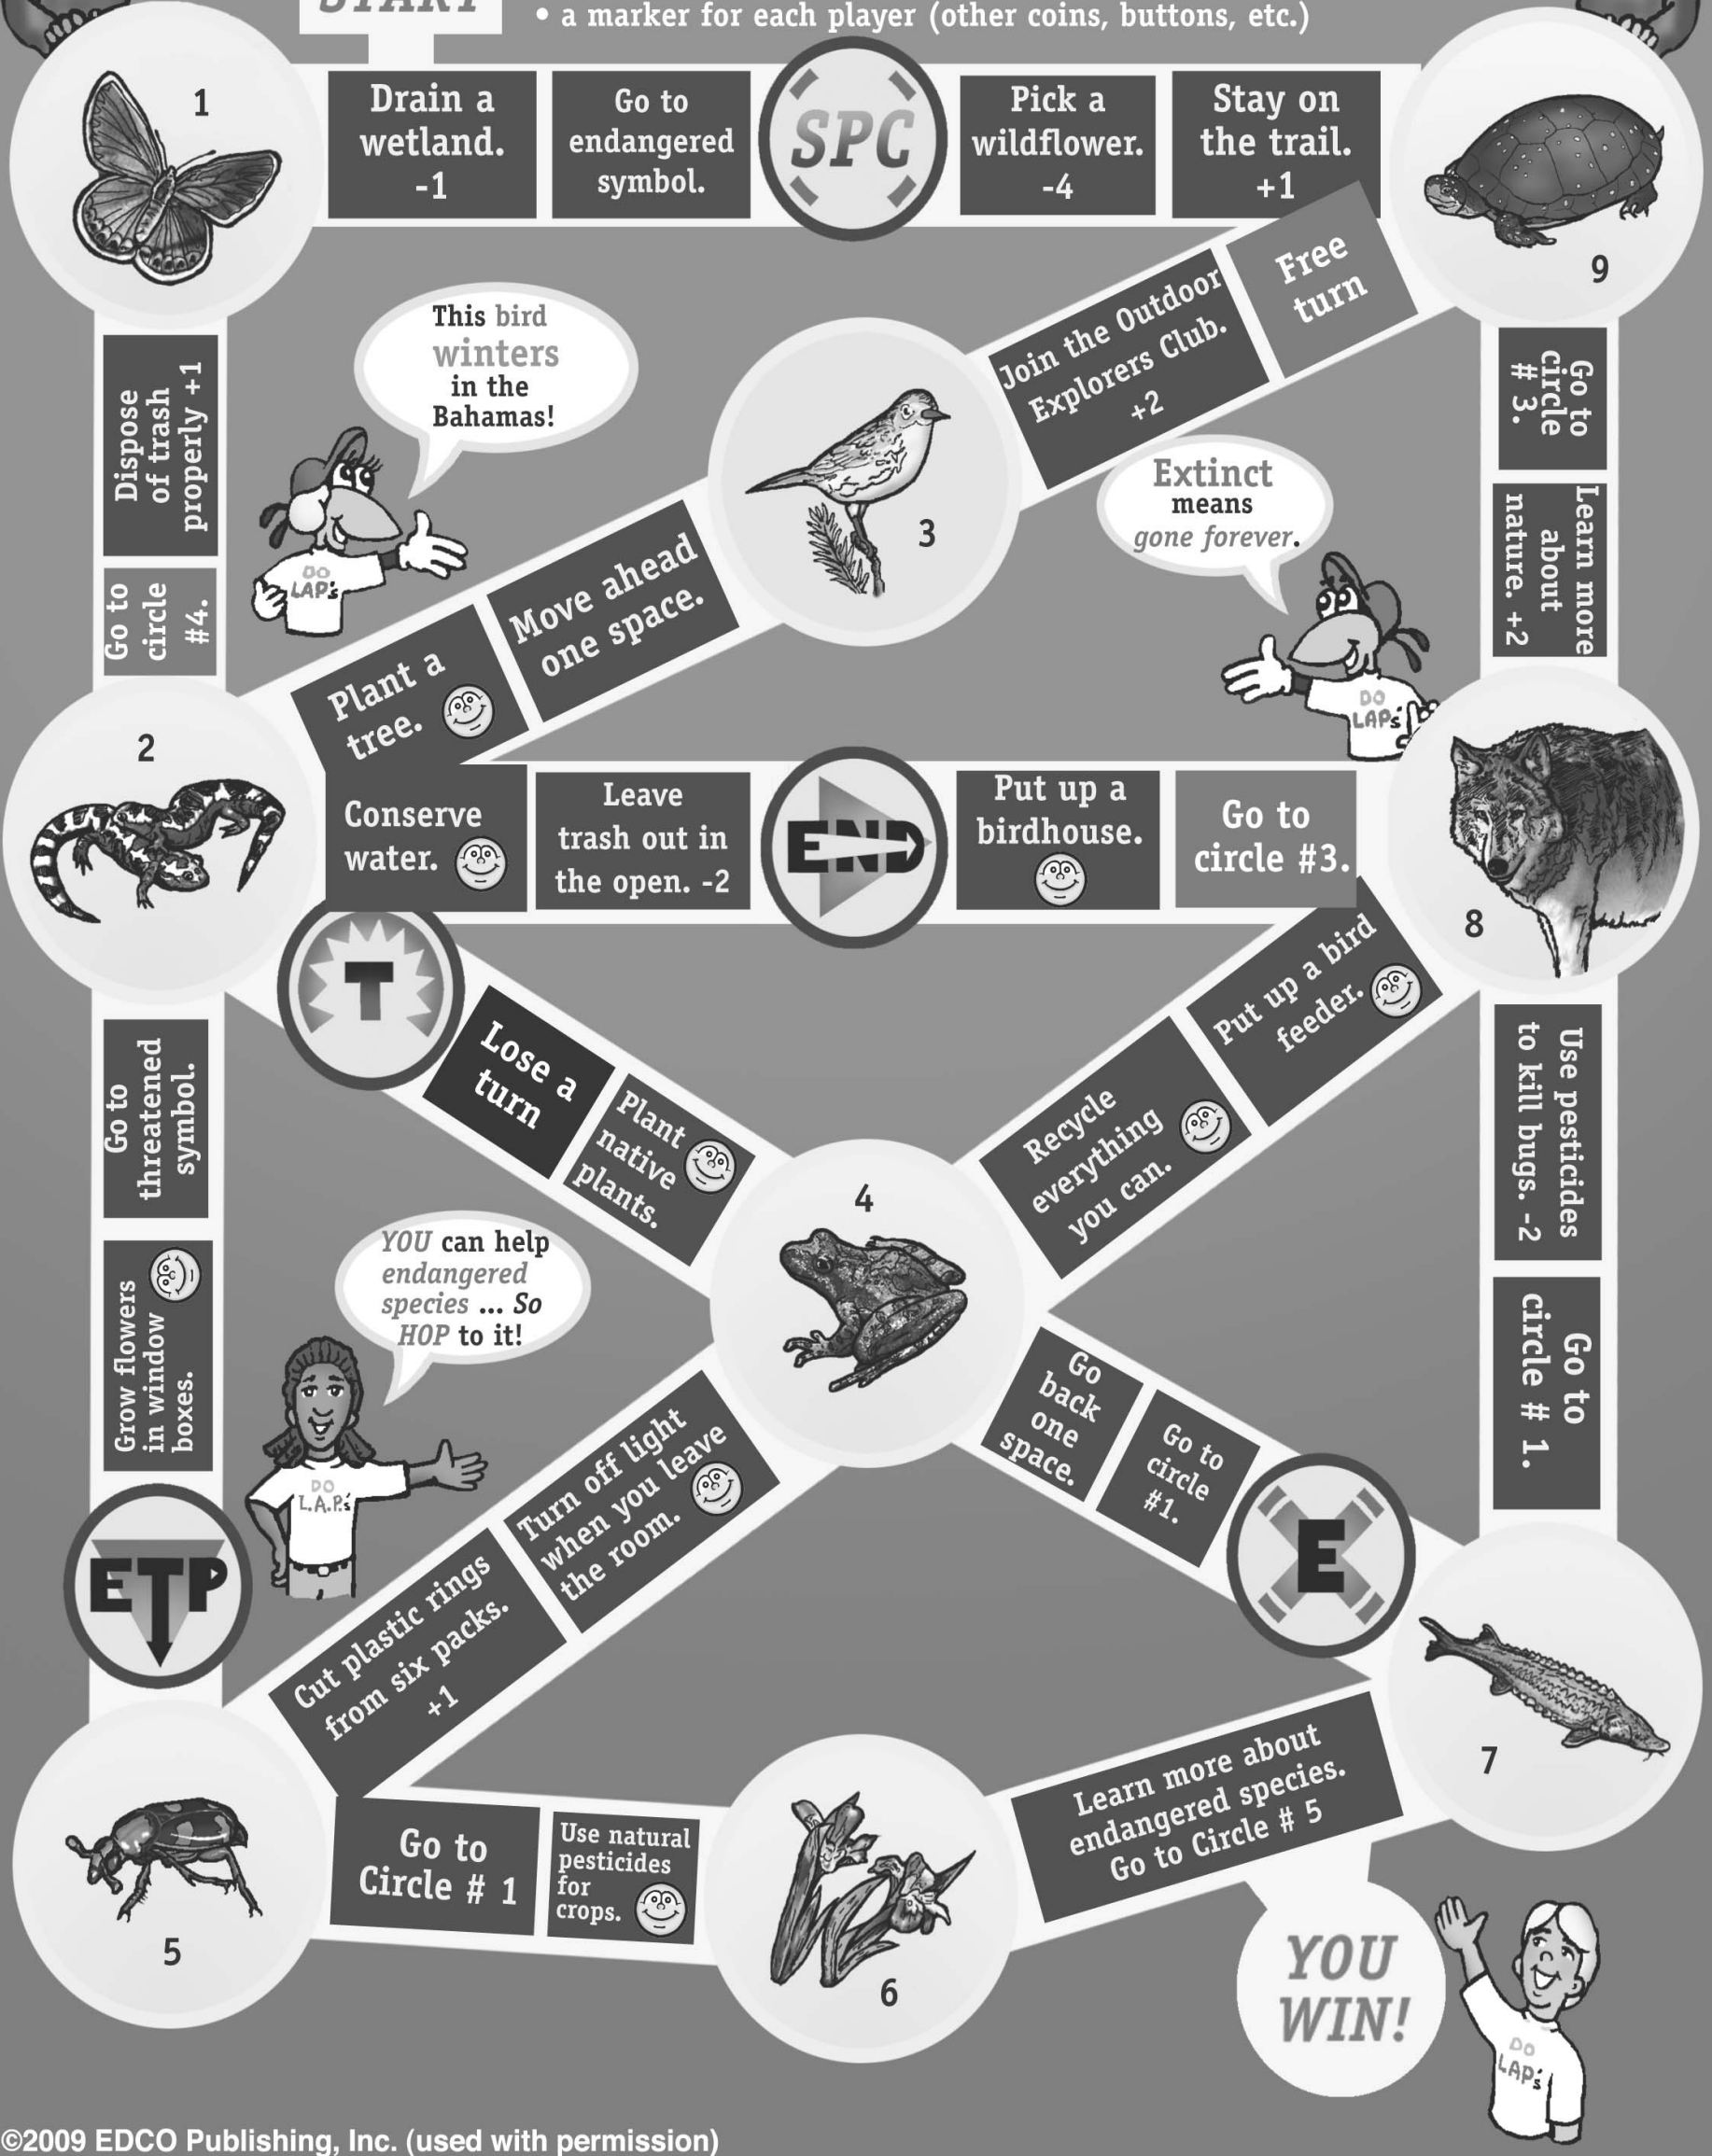 START
• a marker for each player (other coins, buttons, etc.)
1
Drain a
wetland.
-1
Go to
endangered
symbol.
SPC
Pick a
wildflower.
-4
Stay on
the trail.
+1
9
Free
turn
Join the Outdoor
Explorers Club.
+2
This bird
winters
in the
Bahamas!
DO
LAP's
3
Dispose
of trash
properly +1
Go to
circle
#4.
Go to
circle
# 3.
Learn more
about
nature. +2
Extinct
means
gone forever.
DO
LAPs'
Move ahead
one space.
Plant a
tree.
2
Conserve
water.
Leave
trash out in
the open. -2
END
Put up a
birdhouse.
Go to
circle #3.
8
T
Lose a
turn
Plant
native
plants.
Put up a bird
feeder.
Recycle
everything
you can.
Go to
threatened
symbol.
Use pesticides
to kill bugs. -2
4
Grow flowers
in window
boxes.
YOU can help
endangered
species ... So
HOP to it!
DO
L.A.P.'s
Go to
circle # 1.
Go
back
one
space.
Go to
circle
#1.
E
ETP
Turn off light
when you leave
the room.
Cut plastic rings
from six packs.
+1
7
Learn more about
endangered species.
Go to Circle # 5
Go to
Circle # 1
Use natural
pesticides
for
crops.
5
6
YOU
WIN!
DO
LAP's
©2009 EDCO Publishing, Inc. (used with permission)